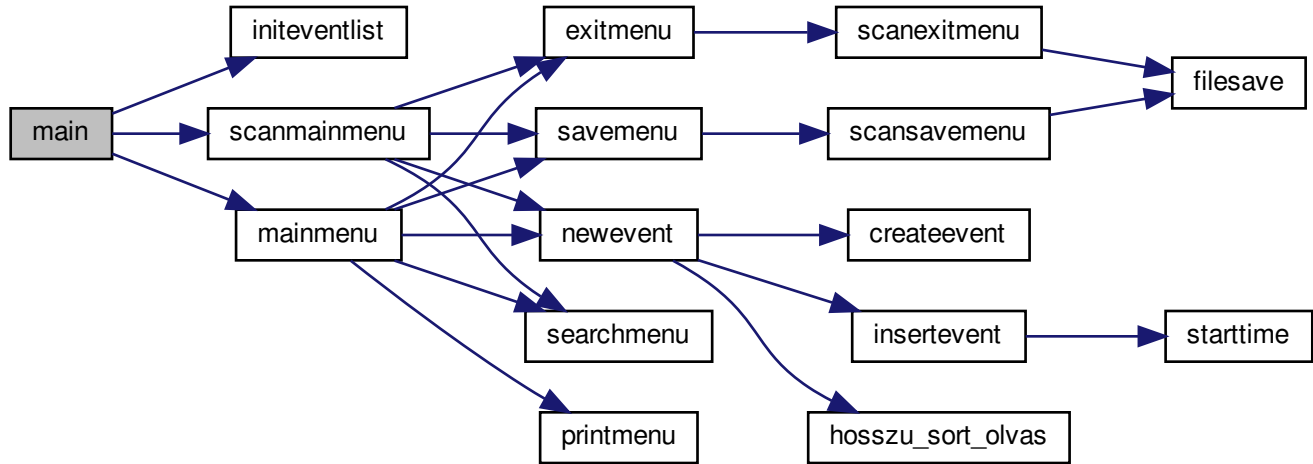 initeventlist
exitmenu
scanexitmenu
filesave
main
scanmainmenu
savemenu
scansavemenu
mainmenu
newevent
createevent
searchmenu
insertevent
starttime
printmenu
hosszu_sort_olvas